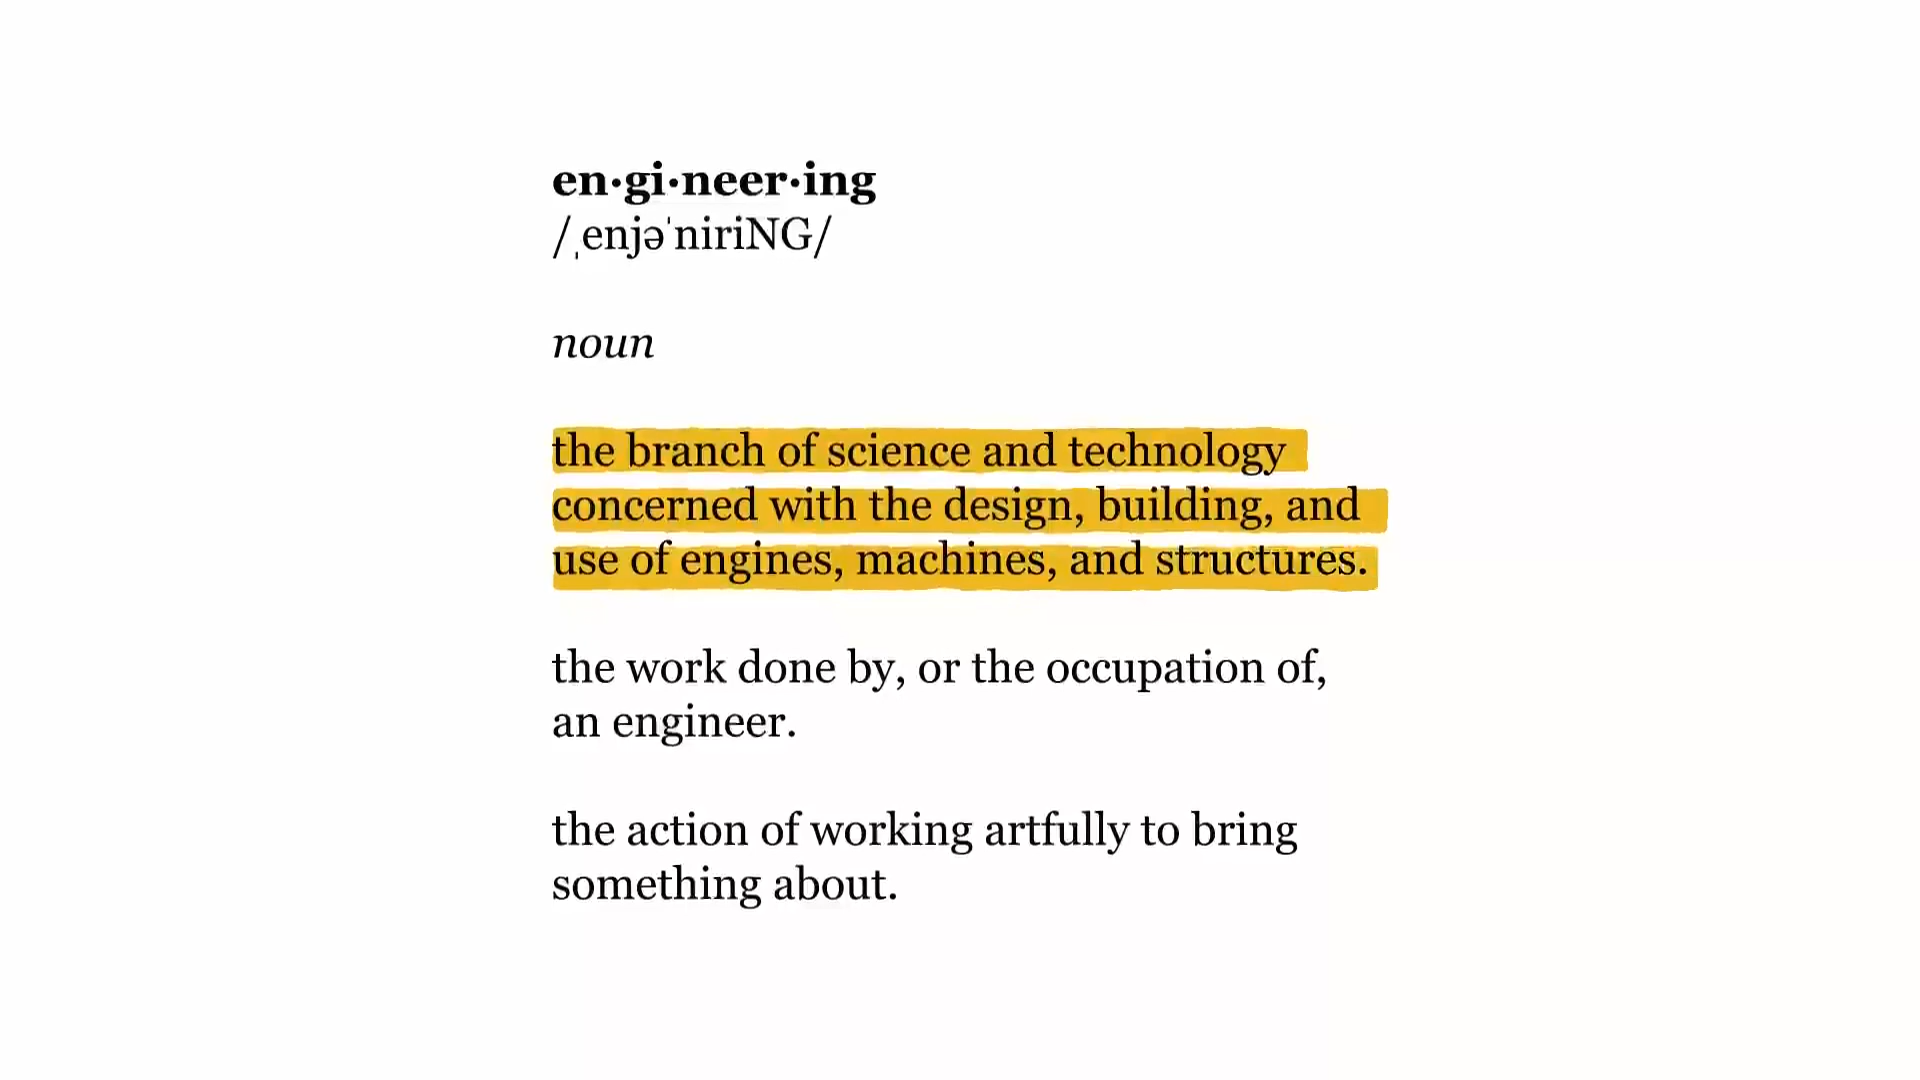 en·gi·neer·ing
/ˌenjəˈniriNG/
noun
the branch of science and technology
concerned with the design, building, and
use of engines, machines, and structures.
the work done by, or the occupation of,
an engineer.
the action of working artfully to bring
something about.